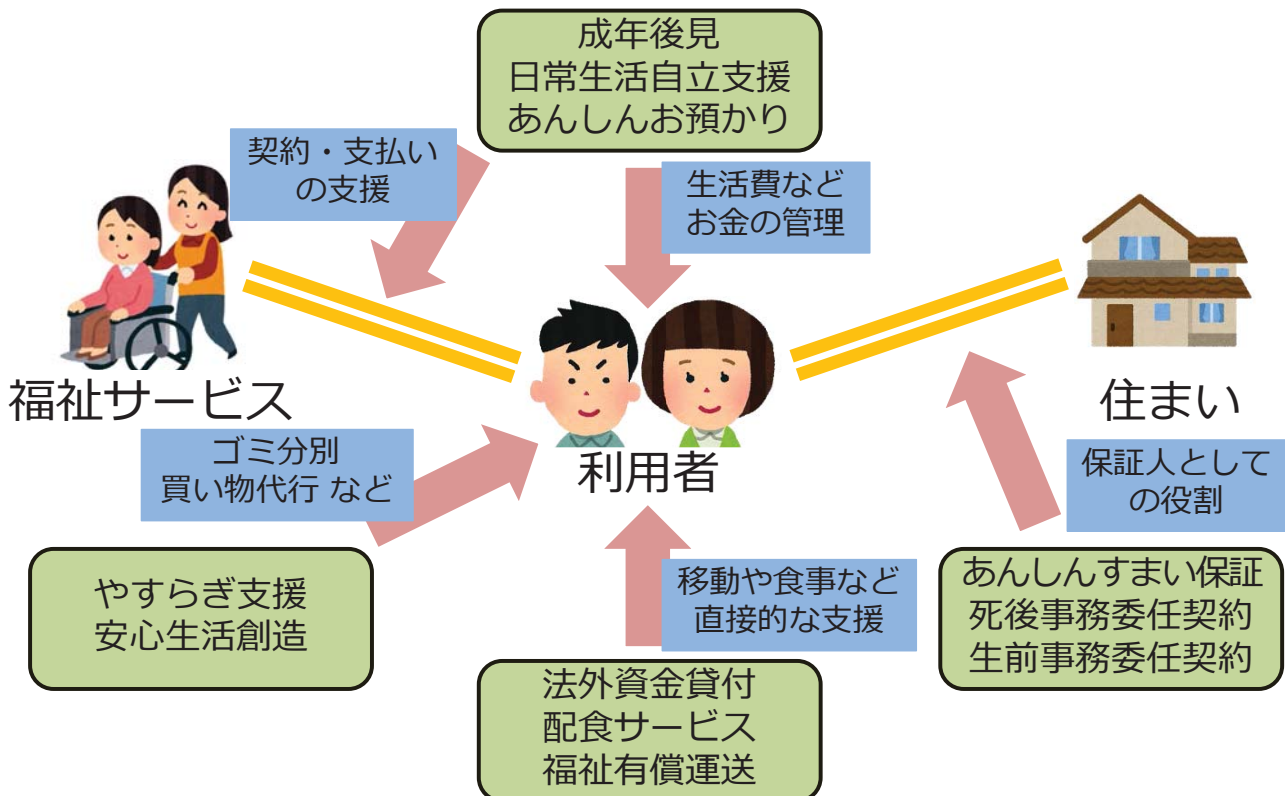 成年後見
日常生活自立支援
あんしんお預かり
契約・支払い
の支援
生活費など
お金の管理
福祉サービス
利用者
住まい
ゴミ分別
買い物代行 など
保証人として
の役割
やすらぎ支援
安心生活創造
移動や食事など
直接的な支援
あんしんすまい保証
死後事務委任契約
生前事務委任契約
法外資金貸付
配食サービス
福祉有償運送